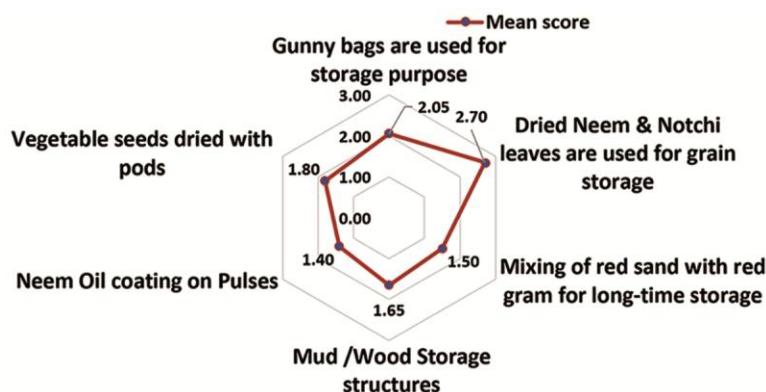 Mean score
Gunny bags are used for
storage purpose
3.00
2.05
2.70
2.00
Vegetable seeds dried with
pods
Dried Neem & Notchi
leaves are used for grain
storage
1.80
1.00
0.00
1.40
1.50
Neem Oil coating on Pulses
Mixing of red sand with red
gram for long-time storage
1.65
Mud /Wood Storage
structures